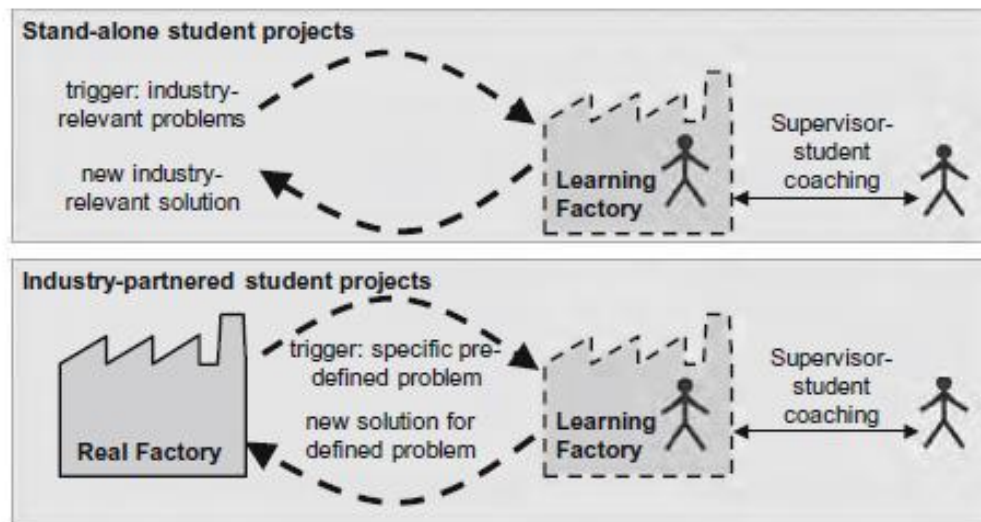 Stand-alone student projects
trigger: industry-
relevant problems
new industry-
relevant solution
Learning
Factory
Supervisor-
student
coaching
Industry-partnered student projects
Real Factory
trigger: specific pre-
defined problem
new solution for
defined problem
Learning
Factory
Supervisor-
student
coaching